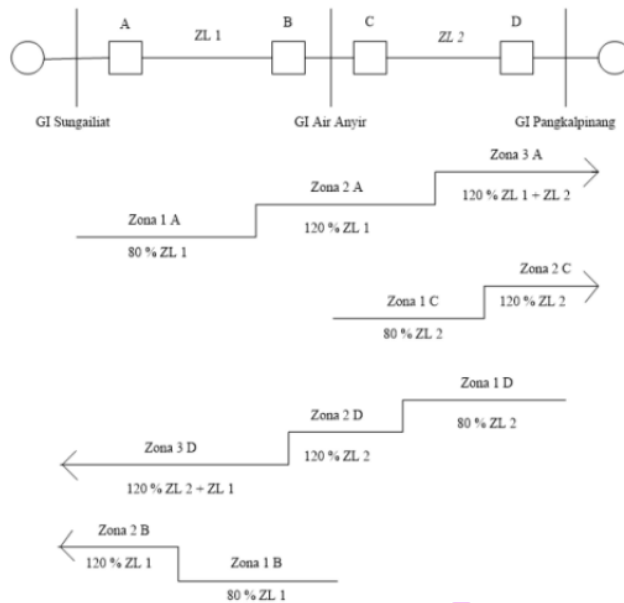 A ZL 1 B C ZL 2 D
GI Sungailiat GI Air Anyir GI Pangkalpinang
Zona 3 A
Zona 2 A 120 % ZL 1 + ZL 2
Zona 1 A 120 % ZL 1
80 % ZL 1
Zona 2 C
Zona 1 C 120 % ZL 2
80 % ZL 2
Zona 1 D
Zona 2 D 80 % ZL 2
Zona 3 D 120 % ZL 2
120 % ZL 2 + ZL 1
Zona 2 B
120 % ZL 1 Zona 1 B
80 % ZL 1